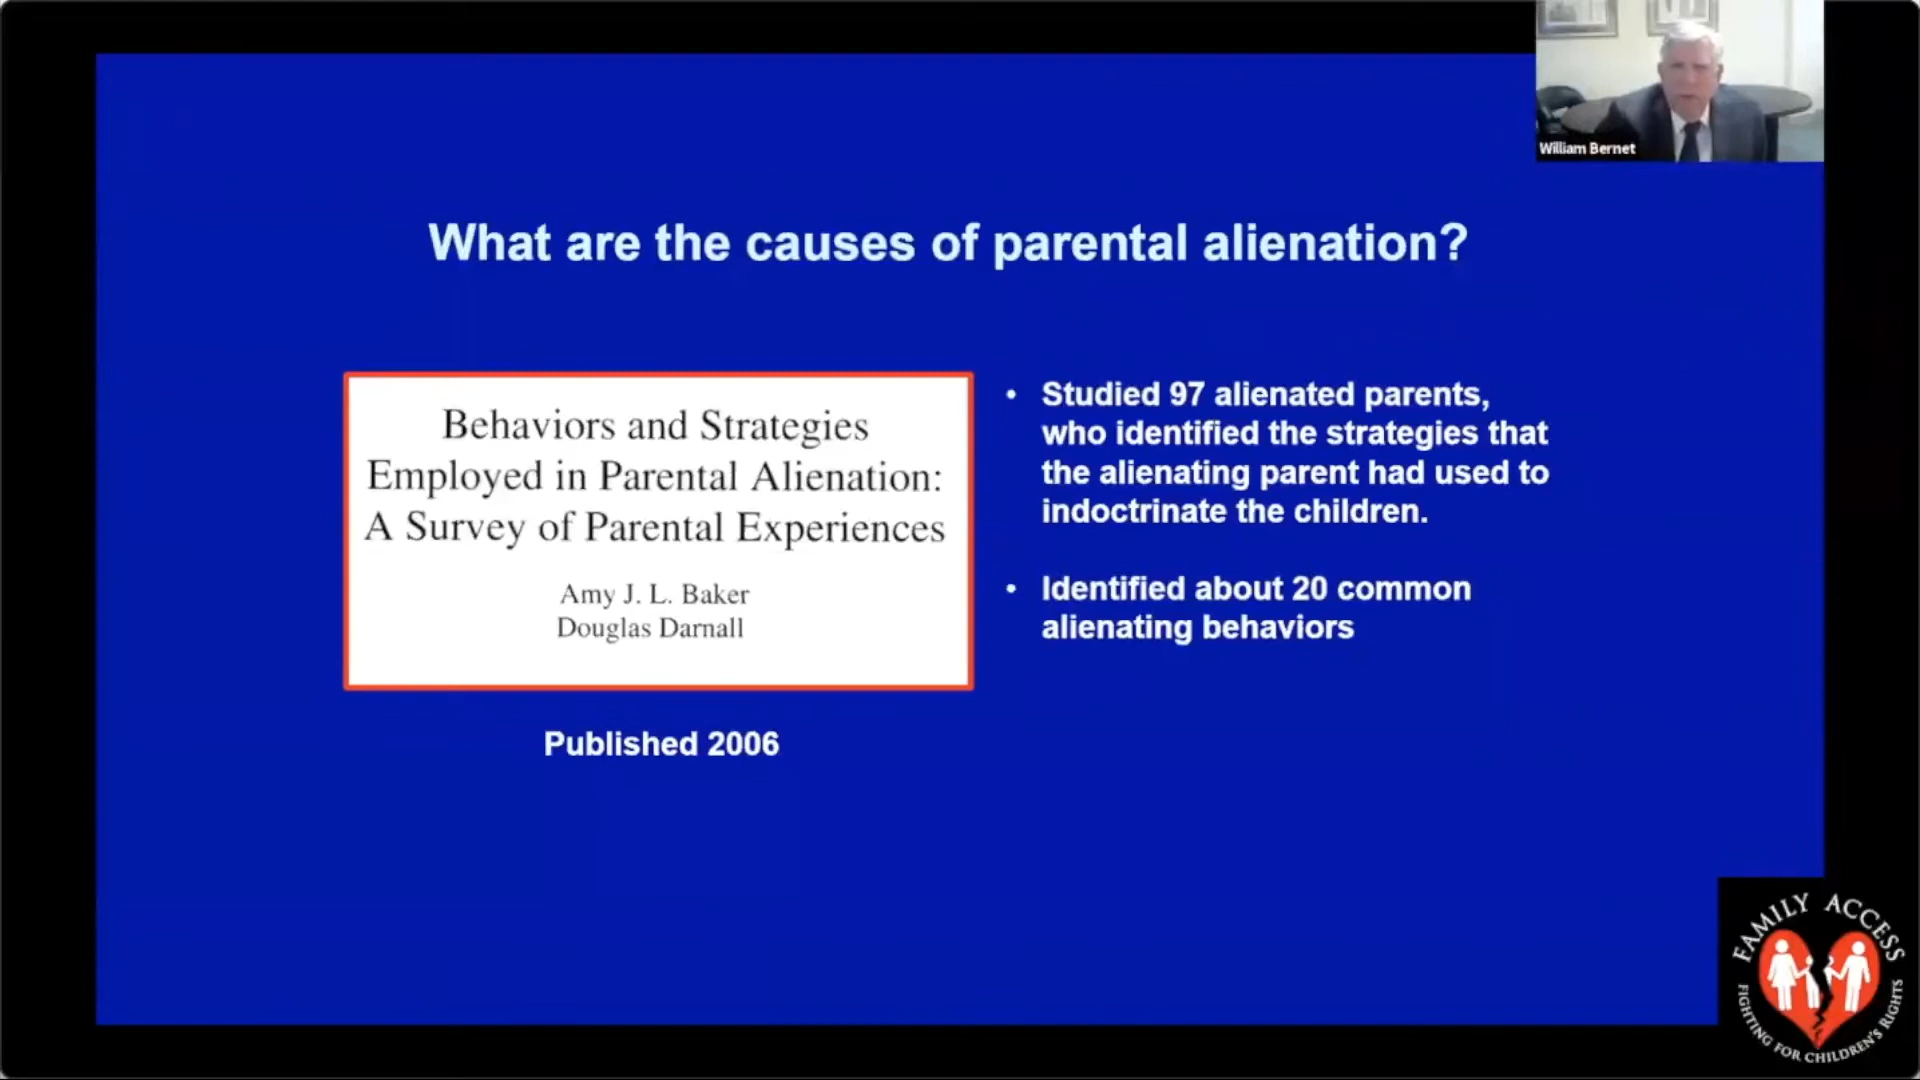 William Bernet
What are the causes of parental alienation?
Behaviors and Strategies
Employed in Parental Alienation:
A Survey of Parental Experiences
Amy J. L. Baker
Douglas Darnall
Published 2006
• Studied 97 alienated parents,
who identified the strategies that
the alienating parent had used to
indoctrinate the children.
• Identified about 20 common
alienating behaviors
FAMILY ACCESS
FIGHTING FOR CHILDREN'S RIGHTS